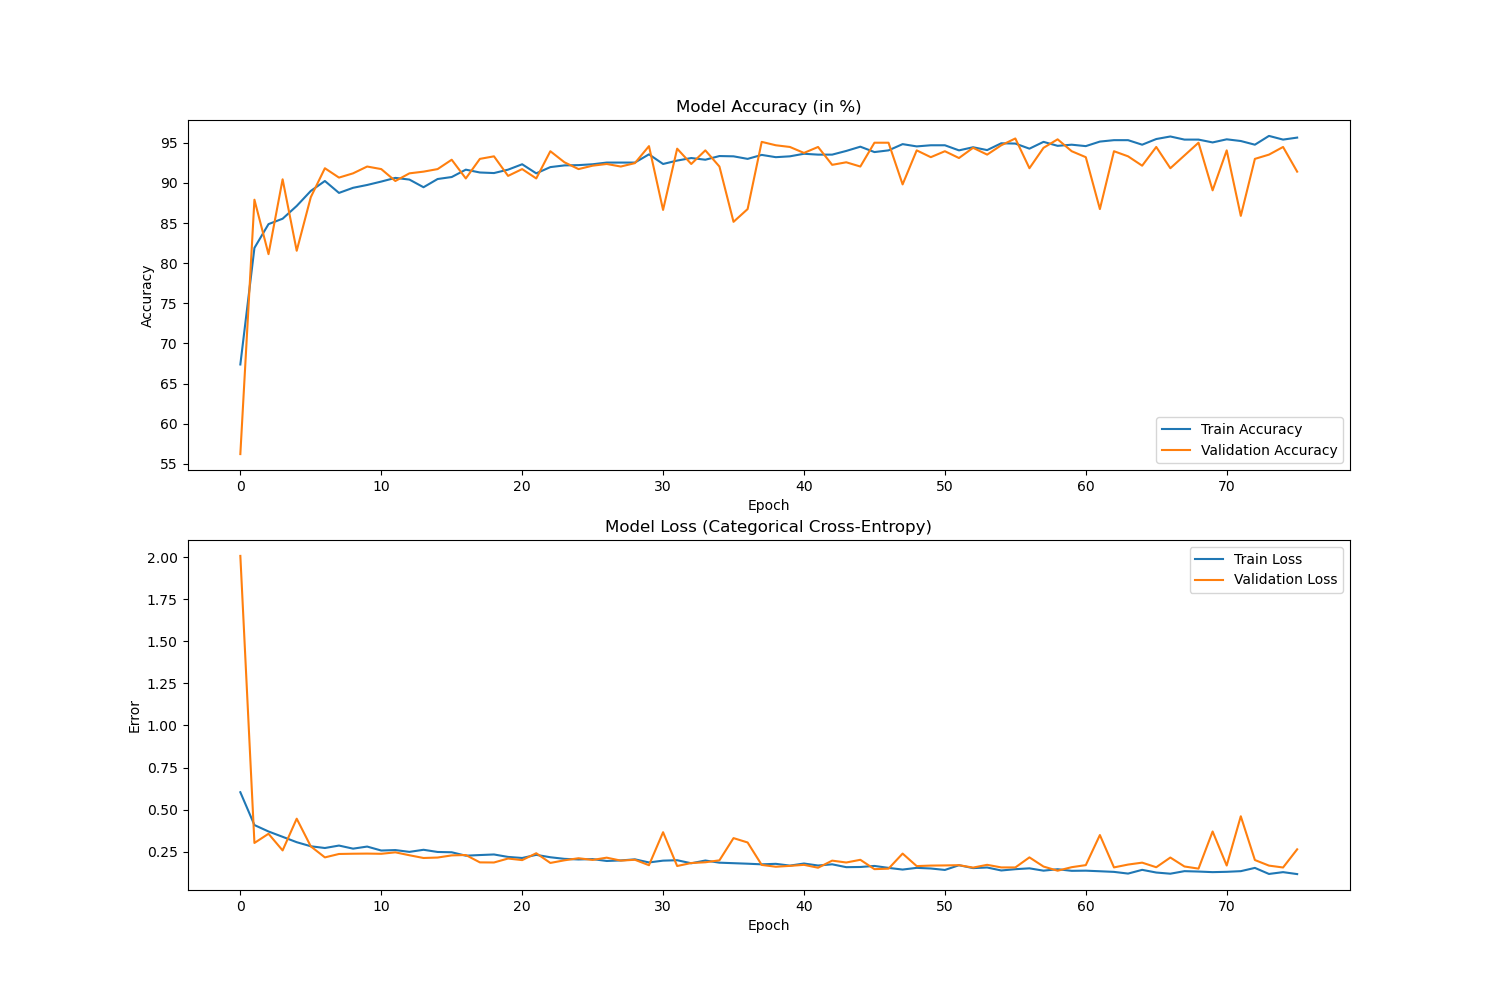 Model Accuracy (in %)
Accuracy
95
90
85
80
75
70
65
60
55
Train Accuracy
Validation Accuracy
0 10 20 30 40 50 60 70
Epoch
Model Loss (Categorical Cross-Entropy)
Error
2.00
1.75
1.50
1.25
1.00
0.75
0.50
0.25
Train Loss
Validation Loss
0 10 20 30 40 50 60 70
Epoch